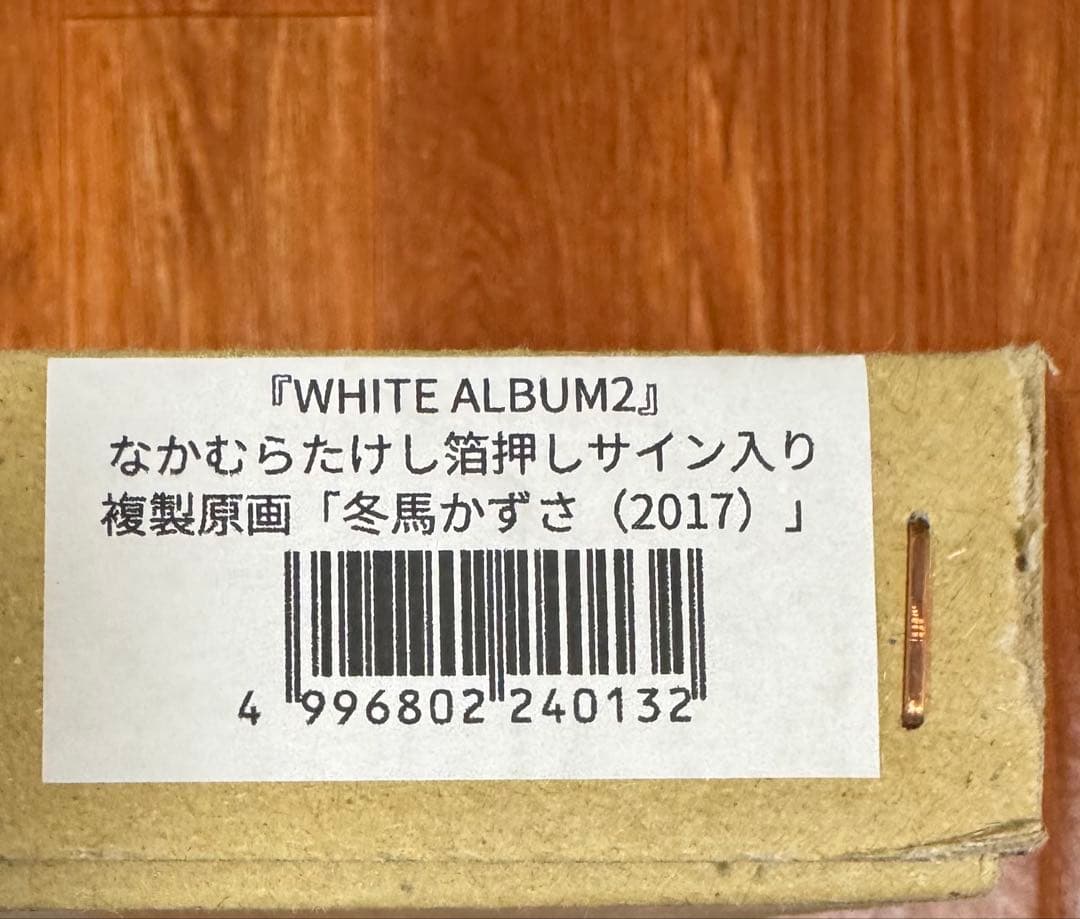 『WHITE ALBUM2』
なかむらたけし箔押しサイン入り
複製原画「冬馬かずさ（2017）」
4 996802 240132